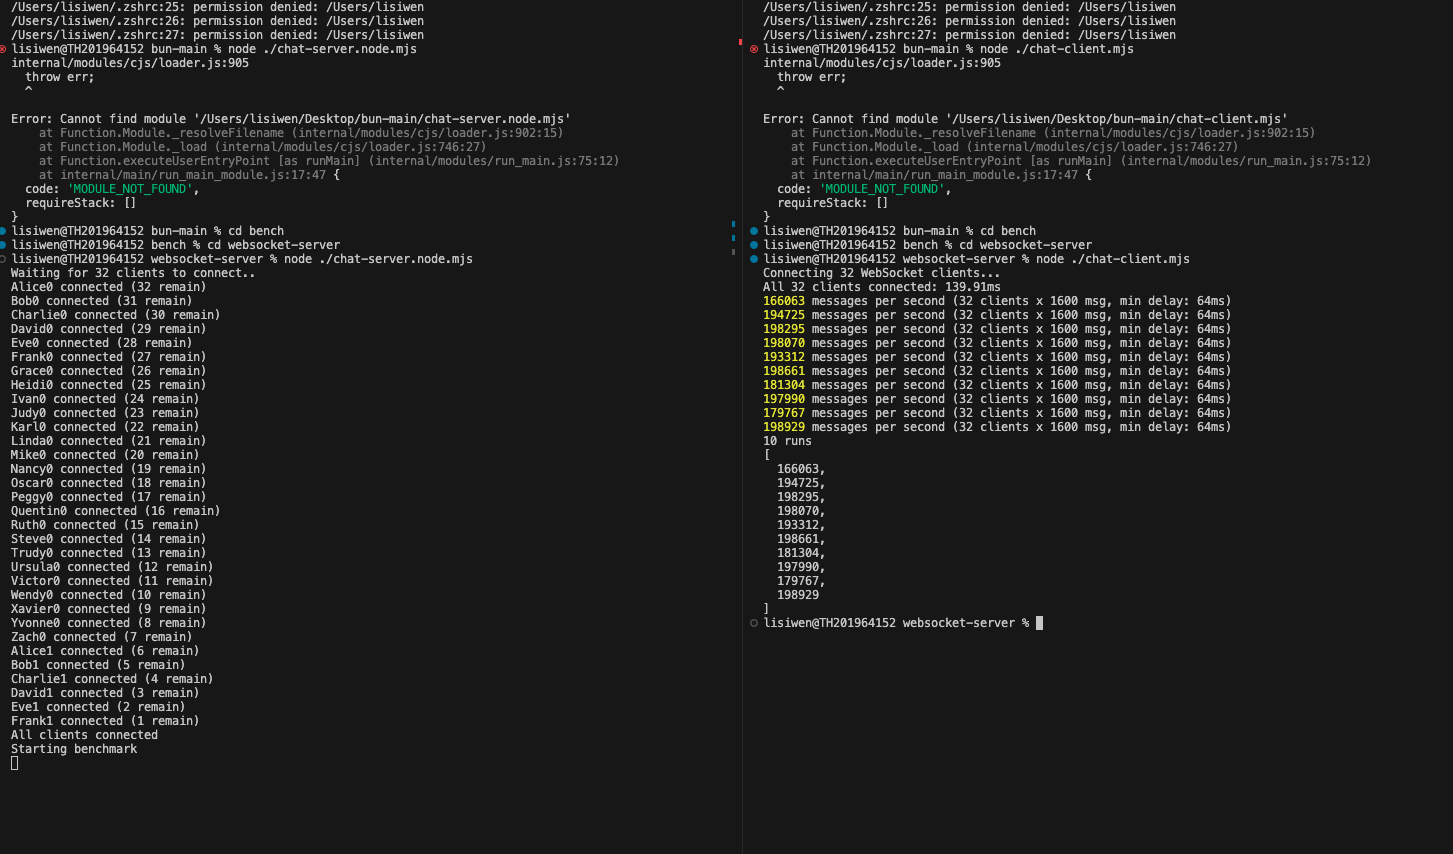 /Users/lisiwen/.zshrc:25: permission denied: /Users/lisiwen
/Users/lisiwen/.zshrc:26: permission denied: /Users/lisiwen
/Users/lisiwen/.zshrc:27: permission denied: /Users/lisiwen
lisiwen@TH201964152 bun-main % node ./chat-server.node.mjs
internal/modules/cjs/loader.js:905
  throw err;
  ^

Error: Cannot find module '/Users/lisiwen/Desktop/bun-main/chat-server.node.mjs'
    at Function.Module._resolveFilename (internal/modules/cjs/loader.js:902:15)
    at Function.Module._load (internal/modules/cjs/loader.js:746:27)
    at Function.executeUserEntryPoint [as runMain] (internal/modules/run_main.js:75:12)
    at internal/main/run_main_module.js:17:47 {
  code: 'MODULE_NOT_FOUND',
  requireStack: []
}
lisiwen@TH201964152 bun-main % cd bench
lisiwen@TH201964152 bench % cd websocket-server
lisiwen@TH201964152 websocket-server % node ./chat-server.node.mjs
Waiting for 32 clients to connect..
Alice0 connected (32 remain)
Bob0 connected (31 remain)
Charlie0 connected (30 remain)
David0 connected (29 remain)
Eve0 connected (28 remain)
Frank0 connected (27 remain)
Grace0 connected (26 remain)
Heidi0 connected (25 remain)
Ivan0 connected (24 remain)
Judy0 connected (23 remain)
Karl0 connected (22 remain)
Linda0 connected (21 remain)
Mike0 connected (20 remain)
Nancy0 connected (19 remain)
Oscar0 connected (18 remain)
Peggy0 connected (17 remain)
Quentin0 connected (16 remain)
Ruth0 connected (15 remain)
Steve0 connected (14 remain)
Trudy0 connected (13 remain)
Ursula0 connected (12 remain)
Victor0 connected (11 remain)
Wendy0 connected (10 remain)
Xavier0 connected (9 remain)
Yvonne0 connected (8 remain)
Zach0 connected (7 remain)
Alice1 connected (6 remain)
Bob1 connected (5 remain)
Charlie1 connected (4 remain)
David1 connected (3 remain)
Eve1 connected (2 remain)
Frank1 connected (1 remain)
All clients connected
Starting benchmark
/Users/lisiwen/.zshrc:25: permission denied: /Users/lisiwen
/Users/lisiwen/.zshrc:26: permission denied: /Users/lisiwen
/Users/lisiwen/.zshrc:27: permission denied: /Users/lisiwen
lisiwen@TH201964152 bun-main % node ./chat-client.mjs
internal/modules/cjs/loader.js:905
  throw err;
  ^

Error: Cannot find module '/Users/lisiwen/Desktop/bun-main/chat-client.mjs'
    at Function.Module._resolveFilename (internal/modules/cjs/loader.js:902:15)
    at Function.Module._load (internal/modules/cjs/loader.js:746:27)
    at Function.executeUserEntryPoint [as runMain] (internal/modules/run_main.js:75:12)
    at internal/main/run_main_module.js:17:47 {
  code: 'MODULE_NOT_FOUND',
  requireStack: []
}
lisiwen@TH201964152 bun-main % cd bench
lisiwen@TH201964152 bench % cd websocket-server
lisiwen@TH201964152 websocket-server % node ./chat-client.mjs
Connecting 32 WebSocket clients...
All 32 clients connected: 139.91ms
166063 messages per second (32 clients x 1600 msg, min delay: 64ms)
194725 messages per second (32 clients x 1600 msg, min delay: 64ms)
198295 messages per second (32 clients x 1600 msg, min delay: 64ms)
198070 messages per second (32 clients x 1600 msg, min delay: 64ms)
193312 messages per second (32 clients x 1600 msg, min delay: 64ms)
198661 messages per second (32 clients x 1600 msg, min delay: 64ms)
181304 messages per second (32 clients x 1600 msg, min delay: 64ms)
197990 messages per second (32 clients x 1600 msg, min delay: 64ms)
179767 messages per second (32 clients x 1600 msg, min delay: 64ms)
198929 messages per second (32 clients x 1600 msg, min delay: 64ms)
10 runs
[
  166063,
  194725,
  198295,
  198070,
  193312,
  198661,
  181304,
  197990,
  179767,
  198929
]
lisiwen@TH201964152 websocket-server %